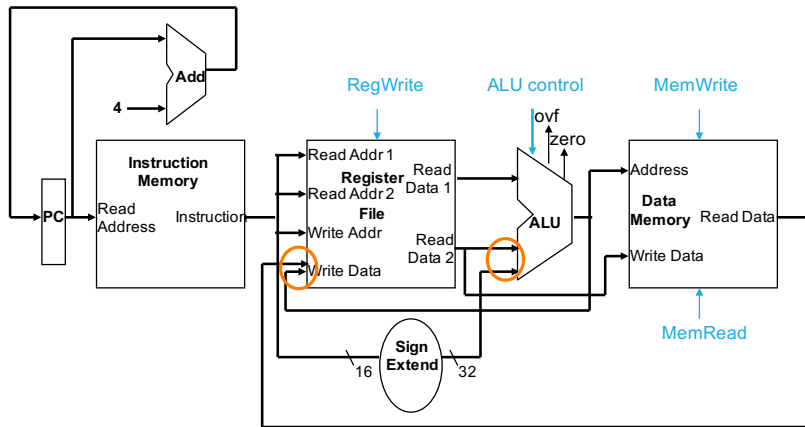 Add
4
RegWrite
ALU control
MemWrite
ovf
zero
Instruction
Memory
Read
Address
Instruction
PC
Read Addr 1
Register
Read Addr 2
File
Write Addr
Write Data
Read
Data 1
Read
Data 2
ALU
Address
Data
Memory
Read Data
Write Data
MemRead
Sign
Extend
16
32